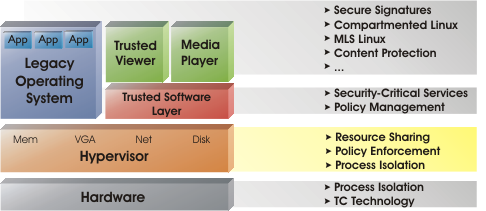 App App App
Legacy
Operating
System
Trusted
Viewer
Media
Player
Trusted Software
Layer
Mem VGA Net Disk
Hypervisor
Hardware
➤ Secure Signatures
➤ Compartmented Linux
➤ MLS Linux
➤ Content Protection
➤ ...
➤ Security-Critical Services
➤ Policy Management
➤ Resource Sharing
➤ Policy Enforcement
➤ Process Isolation
➤ Process Isolation
➤ TC Technology